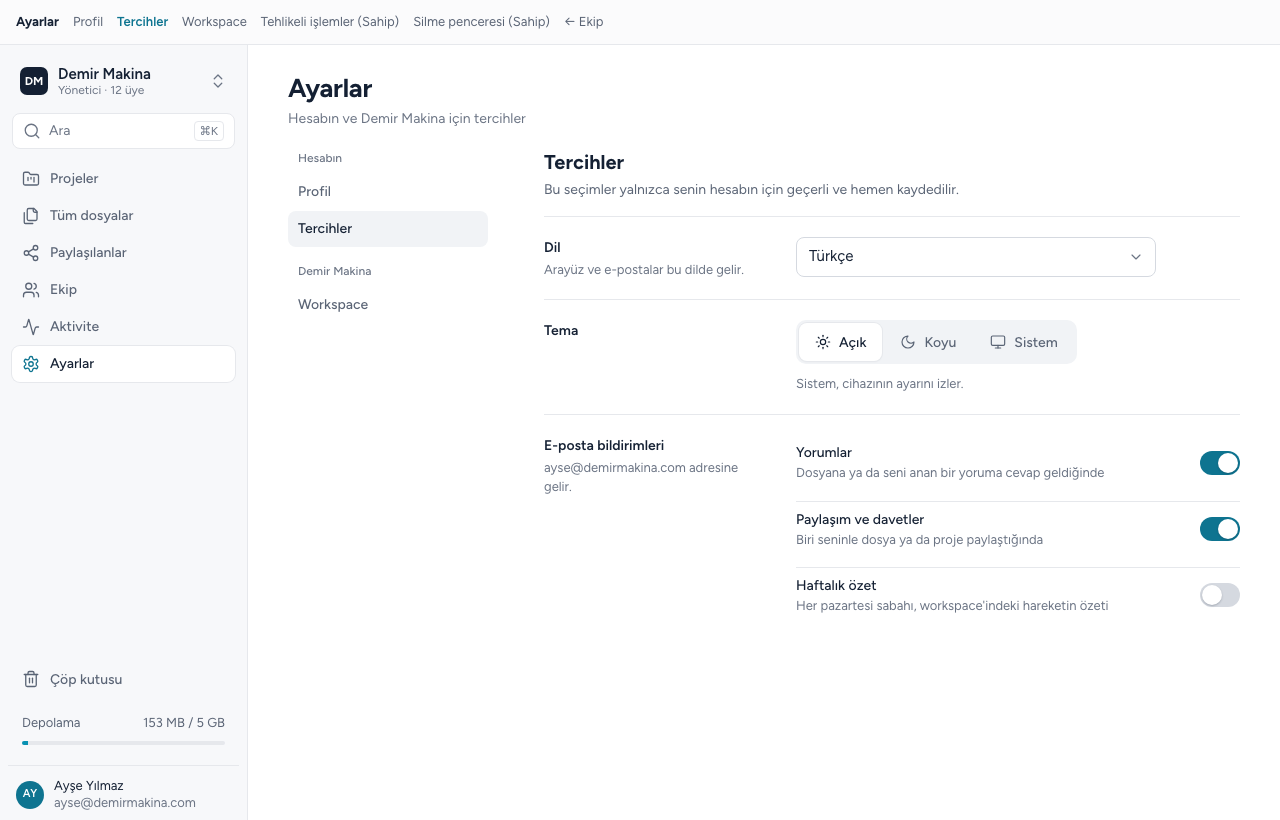 Ayarlar Profil Tercihler Workspace Tehlikeli işlemler (Sahip) Silme penceresi (Sahip) ← Ekip
DM
Demir Makina
Yönetici · 12 üye
Ara ⌘K
Projeler
Tüm dosyalar
Paylaşılanlar
Ekip
Aktivite
Ayarlar
Çöp kutusu
Depolama 153 MB / 5 GB
AY
Ayşe Yılmaz
ayse@demirmakina.com
Ayarlar
Hesabın ve Demir Makina için tercihler
Hesabın
Profil
Tercihler
Demir Makina
Workspace
Tercihler
Bu seçimler yalnızca senin hesabın için geçerli ve hemen kaydedilir.
Dil
Arayüz ve e-postalar bu dilde gelir.
Türkçe
Tema
Açık Koyu Sistem
Sistem, cihazının ayarını izler.
E-posta bildirimleri
ayse@demirmakina.com adresine
gelir.
Yorumlar
Dosyana ya da seni anan bir yoruma cevap geldiğinde
Paylaşım ve davetler
Biri seninle dosya ya da proje paylaştığında
Haftalık özet
Her pazartesi sabahı, workspace'indeki hareketin özeti